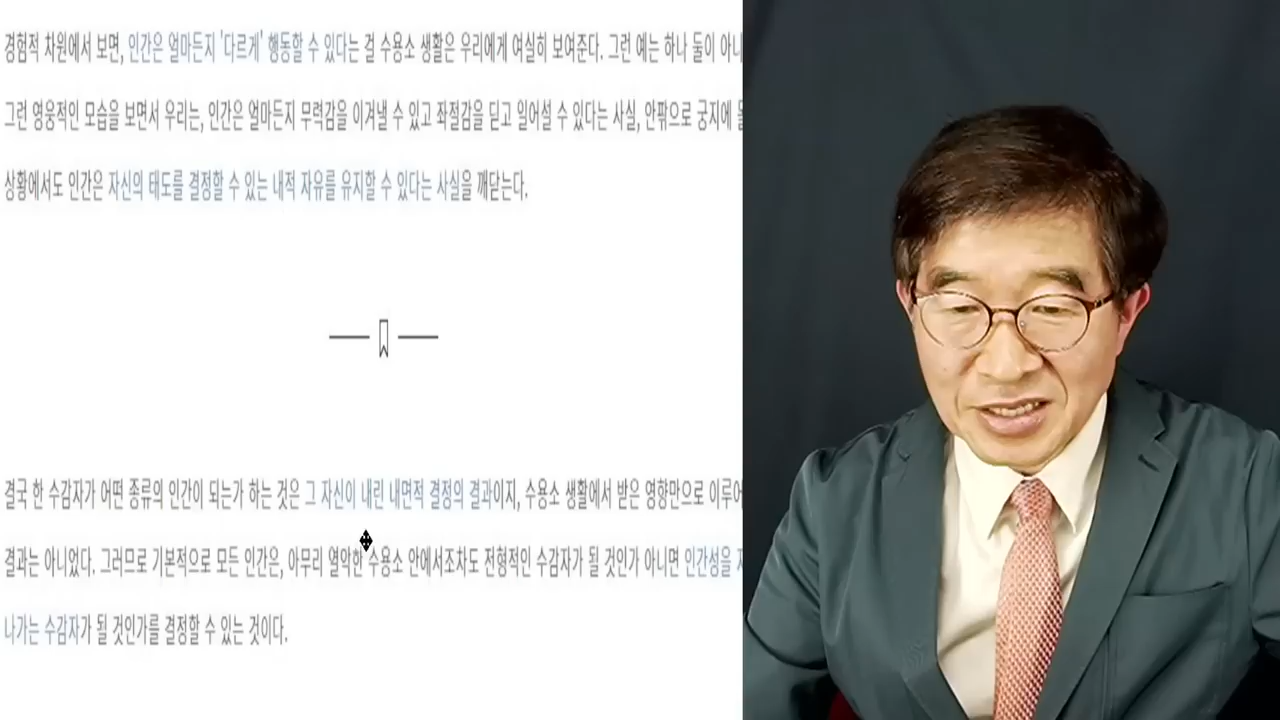 경험적 차원에서 보면, 인간은 얼마든지 '다르게' 행동할 수 있다는 걸 수용소 생활은 우리에게 여실히 보여준다. 그런 예는 하나 둘이 아니
그런 영웅적인 모습을 보면서 우리는, 인간은 얼마든지 무력감을 이겨낼 수 있고 좌절감을 딛고 일어설 수 있다는 사실, 안팎으로 궁지에
상황에서도 인간은 자신의 태도를 결정할 수 있는 내적 자유를 유지할 수 있다는 사실을 깨닫는다.
결국 한 수감자가 어떤 종류의 인간이 되는가 하는 것은 그 자신이 내린 내면적 결정의 결과이지, 수용소 생활에서 받은 영향만으로
결과는 아니었다. 그러므로 기본적으로 모든 인간은, 아무리 열악한 수용소 안에서조차도 전형적인 수감자가 될 것인가 아니면 인간성을
나가는 수감자가 될 것인가를 결정할 수 있는 것이다.